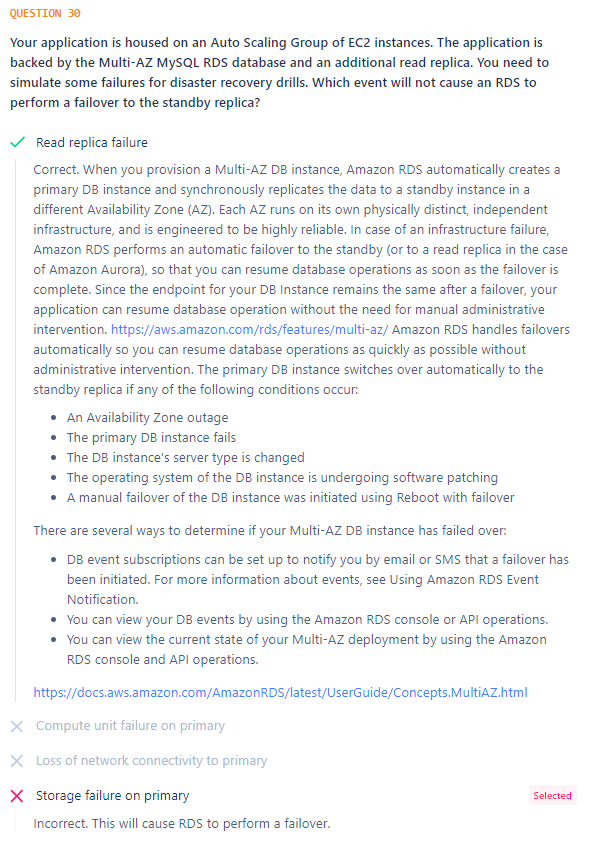 QUESTION 30
Your application is housed on an Auto Scaling Group of EC2 instances. The application is
backed by the Multi-AZ MySQL RDS database and an additional read replica. You need to
simulate some failures for disaster recovery drills. Which event will not cause an RDS to
perform a failover to the standby replica?
Read replica failure
Correct. When you provision a Multi-AZ DB instance, Amazon RDS automatically creates a
primary DB instance and synchronously replicates the data to a standby instance in a
different Availability Zone (AZ). Each AZ runs on its own physically distinct, independent
infrastructure, and is engineered to be highly reliable. In case of an infrastructure failure,
Amazon RDS performs an automatic failover to the standby (or to a read replica in the case
of Amazon Aurora), so that you can resume database operations as soon as the failover is
complete. Since the endpoint for your DB Instance remains the same after a failover, your
application can resume database operation without the need for manual administrative
intervention. https://aws.amazon.com/rds/features/multi-az/ Amazon RDS handles failovers
automatically so you can resume database operations as quickly as possible without
administrative intervention. The primary DB instance switches over automatically to the
standby replica if any of the following conditions occur:
• An Availability Zone outage
• The primary DB instance fails
• The DB instance's server type is changed
• The operating system of the DB instance is undergoing software patching
• A manual failover of the DB instance was initiated using Reboot with failover
There are several ways to determine if your Multi-AZ DB instance has failed over:
• DB event subscriptions can be set up to notify you by email or SMS that a failover has
been initiated. For more information about events, see Using Amazon RDS Event
Notification.
• You can view your DB events by using the Amazon RDS console or API operations.
• You can view the current state of your Multi-AZ deployment by using the Amazon
RDS console and API operations.
https://docs.aws.amazon.com/AmazonRDS/latest/UserGuide/Concepts.MultiAZ.html
Compute unit failure on primary
Loss of network connectivity to primary
Storage failure on primary Selected
Incorrect. This will cause RDS to perform a failover.